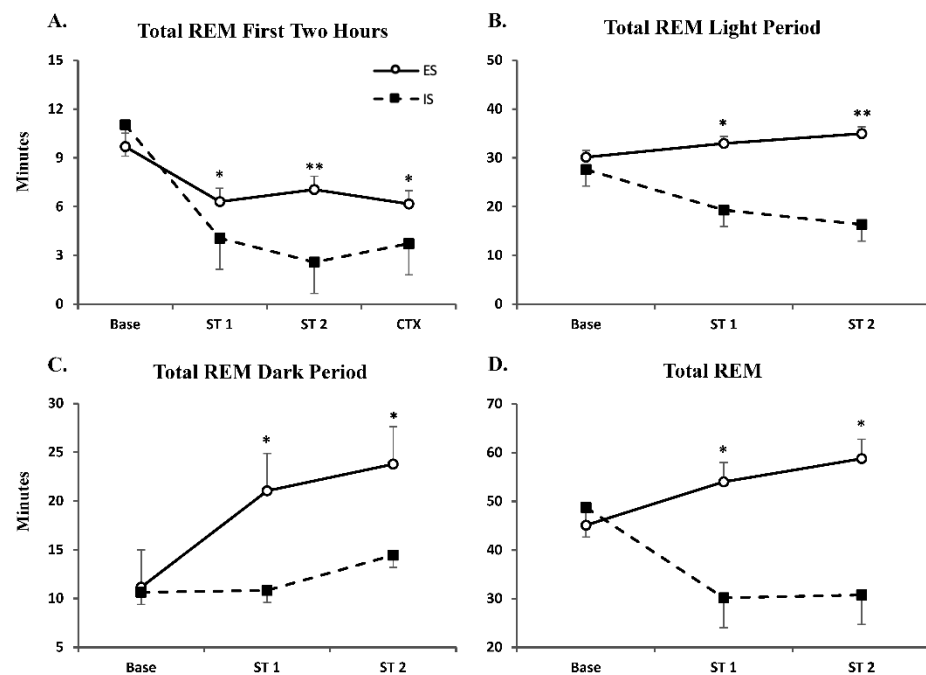 A.
Total REM First Two Hours
15
12
9
6
3
0
Minutes
ES
IS
*
**
*
Base
ST 1
ST 2
CTX
B.
Total REM Light Period
50
40
30
20
10
0
*
**
Base
ST 1
ST 2
C.
Total REM Dark Period
30
25
20
15
10
5
Minutes
*
*
Base
ST 1
ST 2
D.
Total REM
70
60
50
40
30
20
*
*
Base
ST 1
ST 2